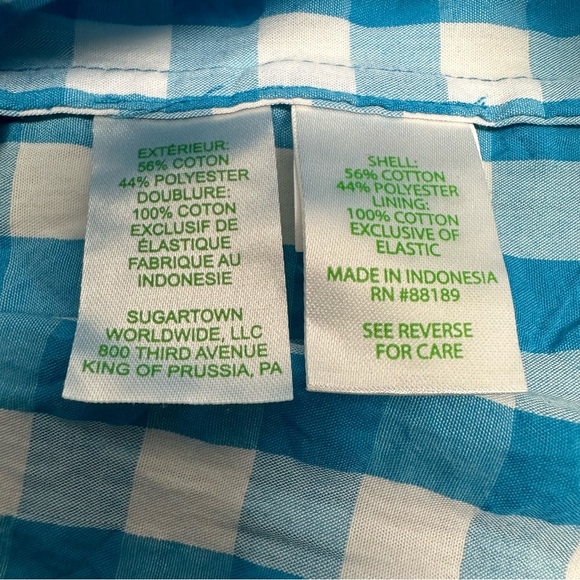 EXTÉRIEUR:
56% COTON
44% POLYESTER
DOUBLURE:
100% COTON
EXCLUSIF DE
ÉLASTIQUE
FABRIQUE AU
INDONESIE
SUGARTOWN
WORLDWIDE, LLC
800 THIRD AVENUE
KING OF PRUSSIA, PA
SHELL:
56% COTTON
44% POLYESTER
LINING:
100% COTTON
EXCLUSIVE OF
ELASTIC
MADE IN INDONESIA
RN #88189
SEE REVERSE
FOR CARE